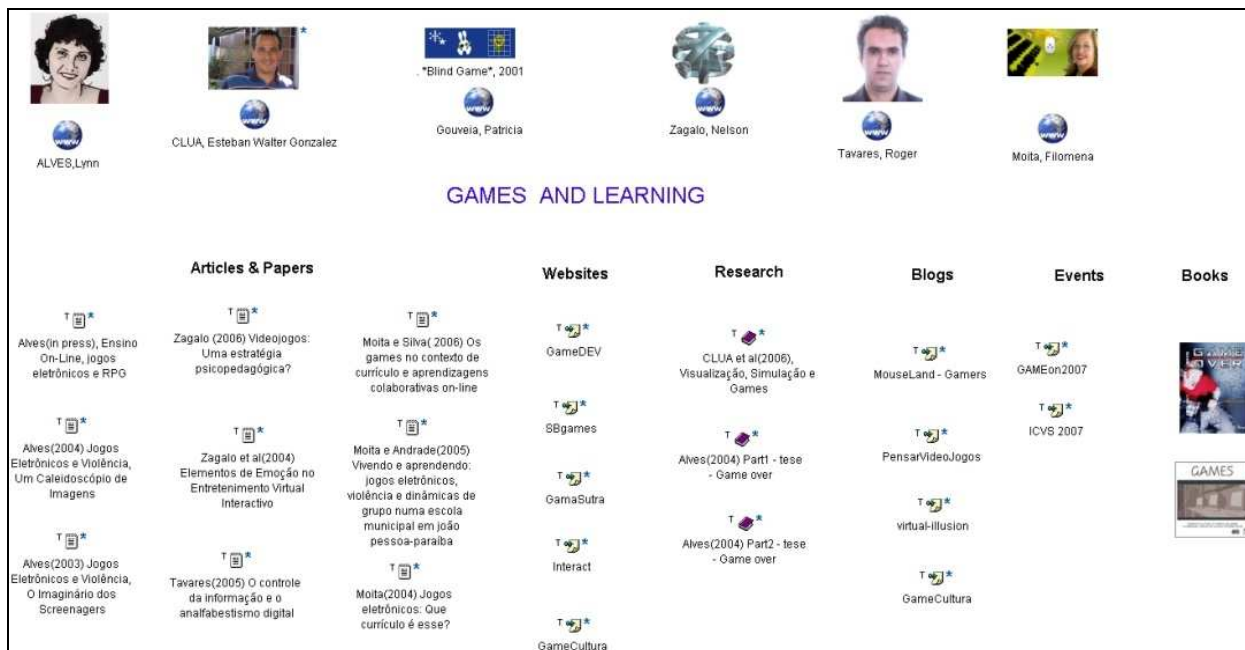 . *Blind Game*, 2001
ALVES,Lynn
CLUA, Esteban Walter Gonzalez
Gouveia, Patricia
Zagalo, Nelson
Tavares, Roger
Moita, Filomena
GAMES AND LEARNING
Articles & Papers
Alves(in press), Ensino
On-Line, jogos
eletrônicos e RPG
Alves(2004) Jogos
Eletrônicos e Violência,
Um Caleidoscópio de
Imagens
Alves(2003) Jogos
Eletrônicos e Violência,
O Imaginário dos
Screenagers
Zagalo (2006) Videojogos:
Uma estratégia
psicopedagógica?
Zagalo et al(2004)
Elementos de Emoção no
Entretenimento Virtual
Interactivo
Tavares(2005) O controle
da informação e o
analfabestismo digital
Moita e Silva( 2006) Os
games no contexto de
currículo e aprendizagens
colaborativas on-line
Moita e Andrade(2005)
Vivendo e aprendendo:
jogos eletrônicos,
violência e dinâmicas de
grupo numa escola
municipal em joão
pessoa-paraíba
Moita(2004) Jogos
eletrônicos: Que
currículo é esse?
Websites
GameDEV
SBgames
GamaSutra
Interact
GameCultura
Research
CLUA et al(2006),
Visualização, Simulação e
Games
Alves(2004) Part1 - tese
- Game over
Alves(2004) Part2 - tese
- Game over
Blogs
MouseLand - Gamers
PensarVideoJogos
virtual-illusion
GameCultura
Events
GAMEon2007
ICVS 2007
Books
GAME
OVER
GAMES